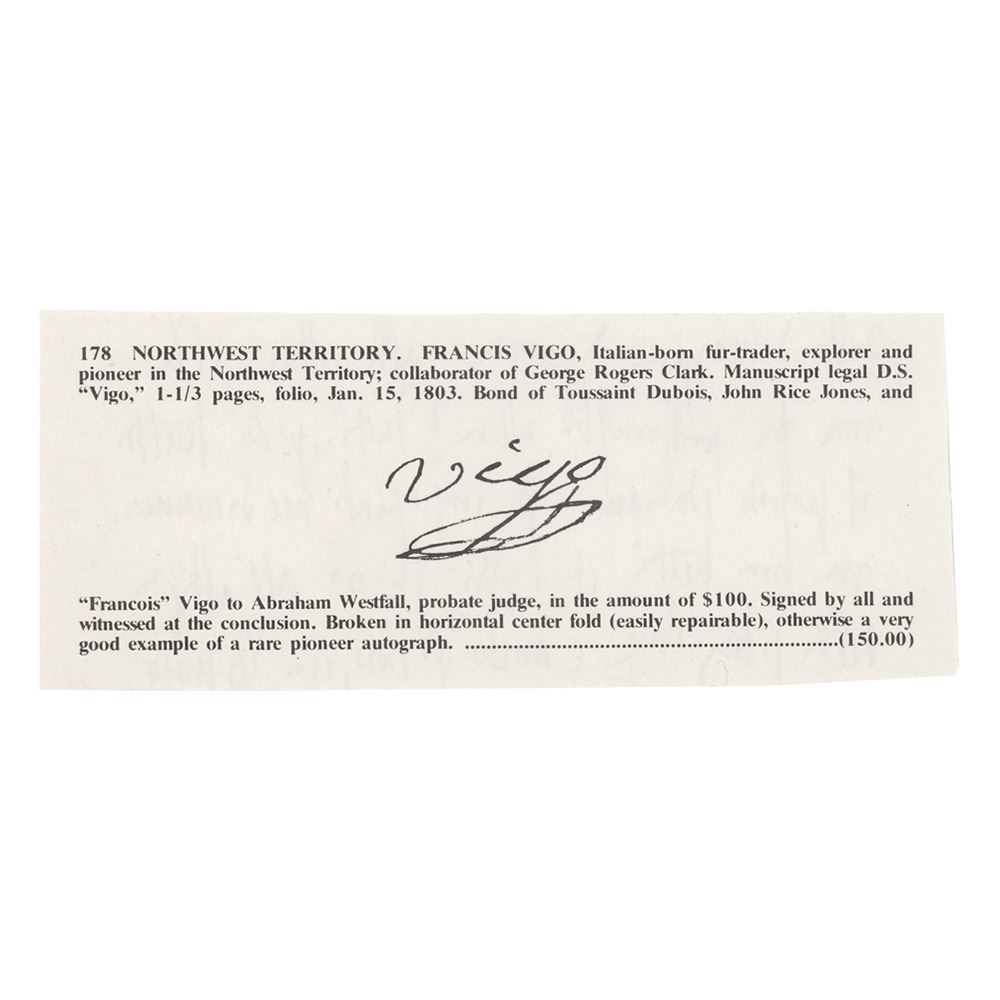 178 NORTHWEST TERRITORY. FRANCIS VIGO, Italian-born fur-trader, explorer and
pioneer in the Northwest Territory; collaborator of George Rogers Clark. Manuscript legal D.S.
“Vigo,” 1-1/3 pages, folio, Jan. 15, 1803. Bond of Toussaint Dubois, John Rice Jones, and
Vigo
“Francois” Vigo to Abraham Westfall, probate judge, in the amount of $100. Signed by all and
witnessed at the conclusion. Broken in horizontal center fold (easily repairable), otherwise a very
good example of a rare pioneer autograph. ......................................................................(150.00)